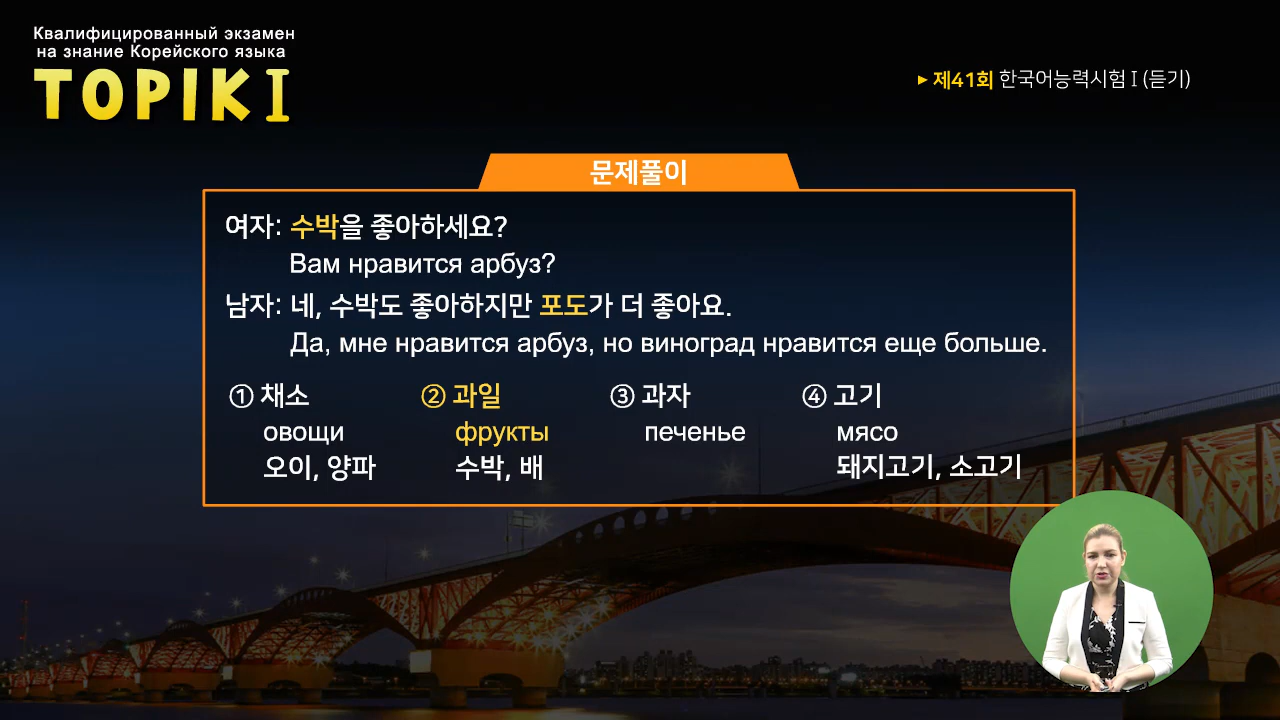 Квалифицированный экзамен
на знание Корейского языка
TOPIK I
▸ 제41회 한국어능력시험 I (듣기)
문제풀이
여자: 수박을 좋아하세요?
Вам нравится арбуз?
남자: 네, 수박도 좋아하지만 포도가 더 좋아요.
Да, мне нравится арбуз, но виноград нравится еще больше.
① 채소 ② 과일 ③ 과자 ④ 고기
овощи фрукты печенье мясо
오이, 양파 수박, 배 돼지고기, 소고기